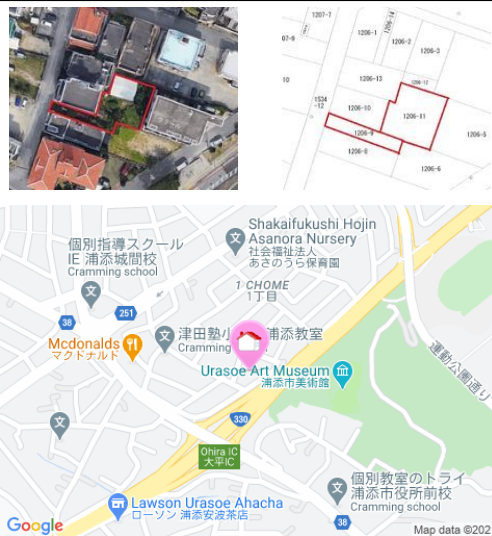 1207-7
1206-14
1206-1
1207-8
1206-2
1206-3
1206-13
1206-12
1534
-12
1206-10
1206-11
1206-9
1206-5
1206-8
1206-6
個別指導スクール
IE 浦添城間校
Cramming school
Shakaifukushi Hojin
Asanora Nursery
社会福祉法人
あさのうら保育園
1 CHOME
1丁目
251
38
Mcdonalds
マクドナルド
津田塾小
浦添教室
Cramming
Urasoe Art Museum
浦添市美術館
運動公園通り
330
Ohira IC
大平IC
個別教室のトライ
浦添市役所前校
Cramming school
Lawson Urasoe Ahacha
ローソン 浦添安波茶店
38
Google
Map data ©202